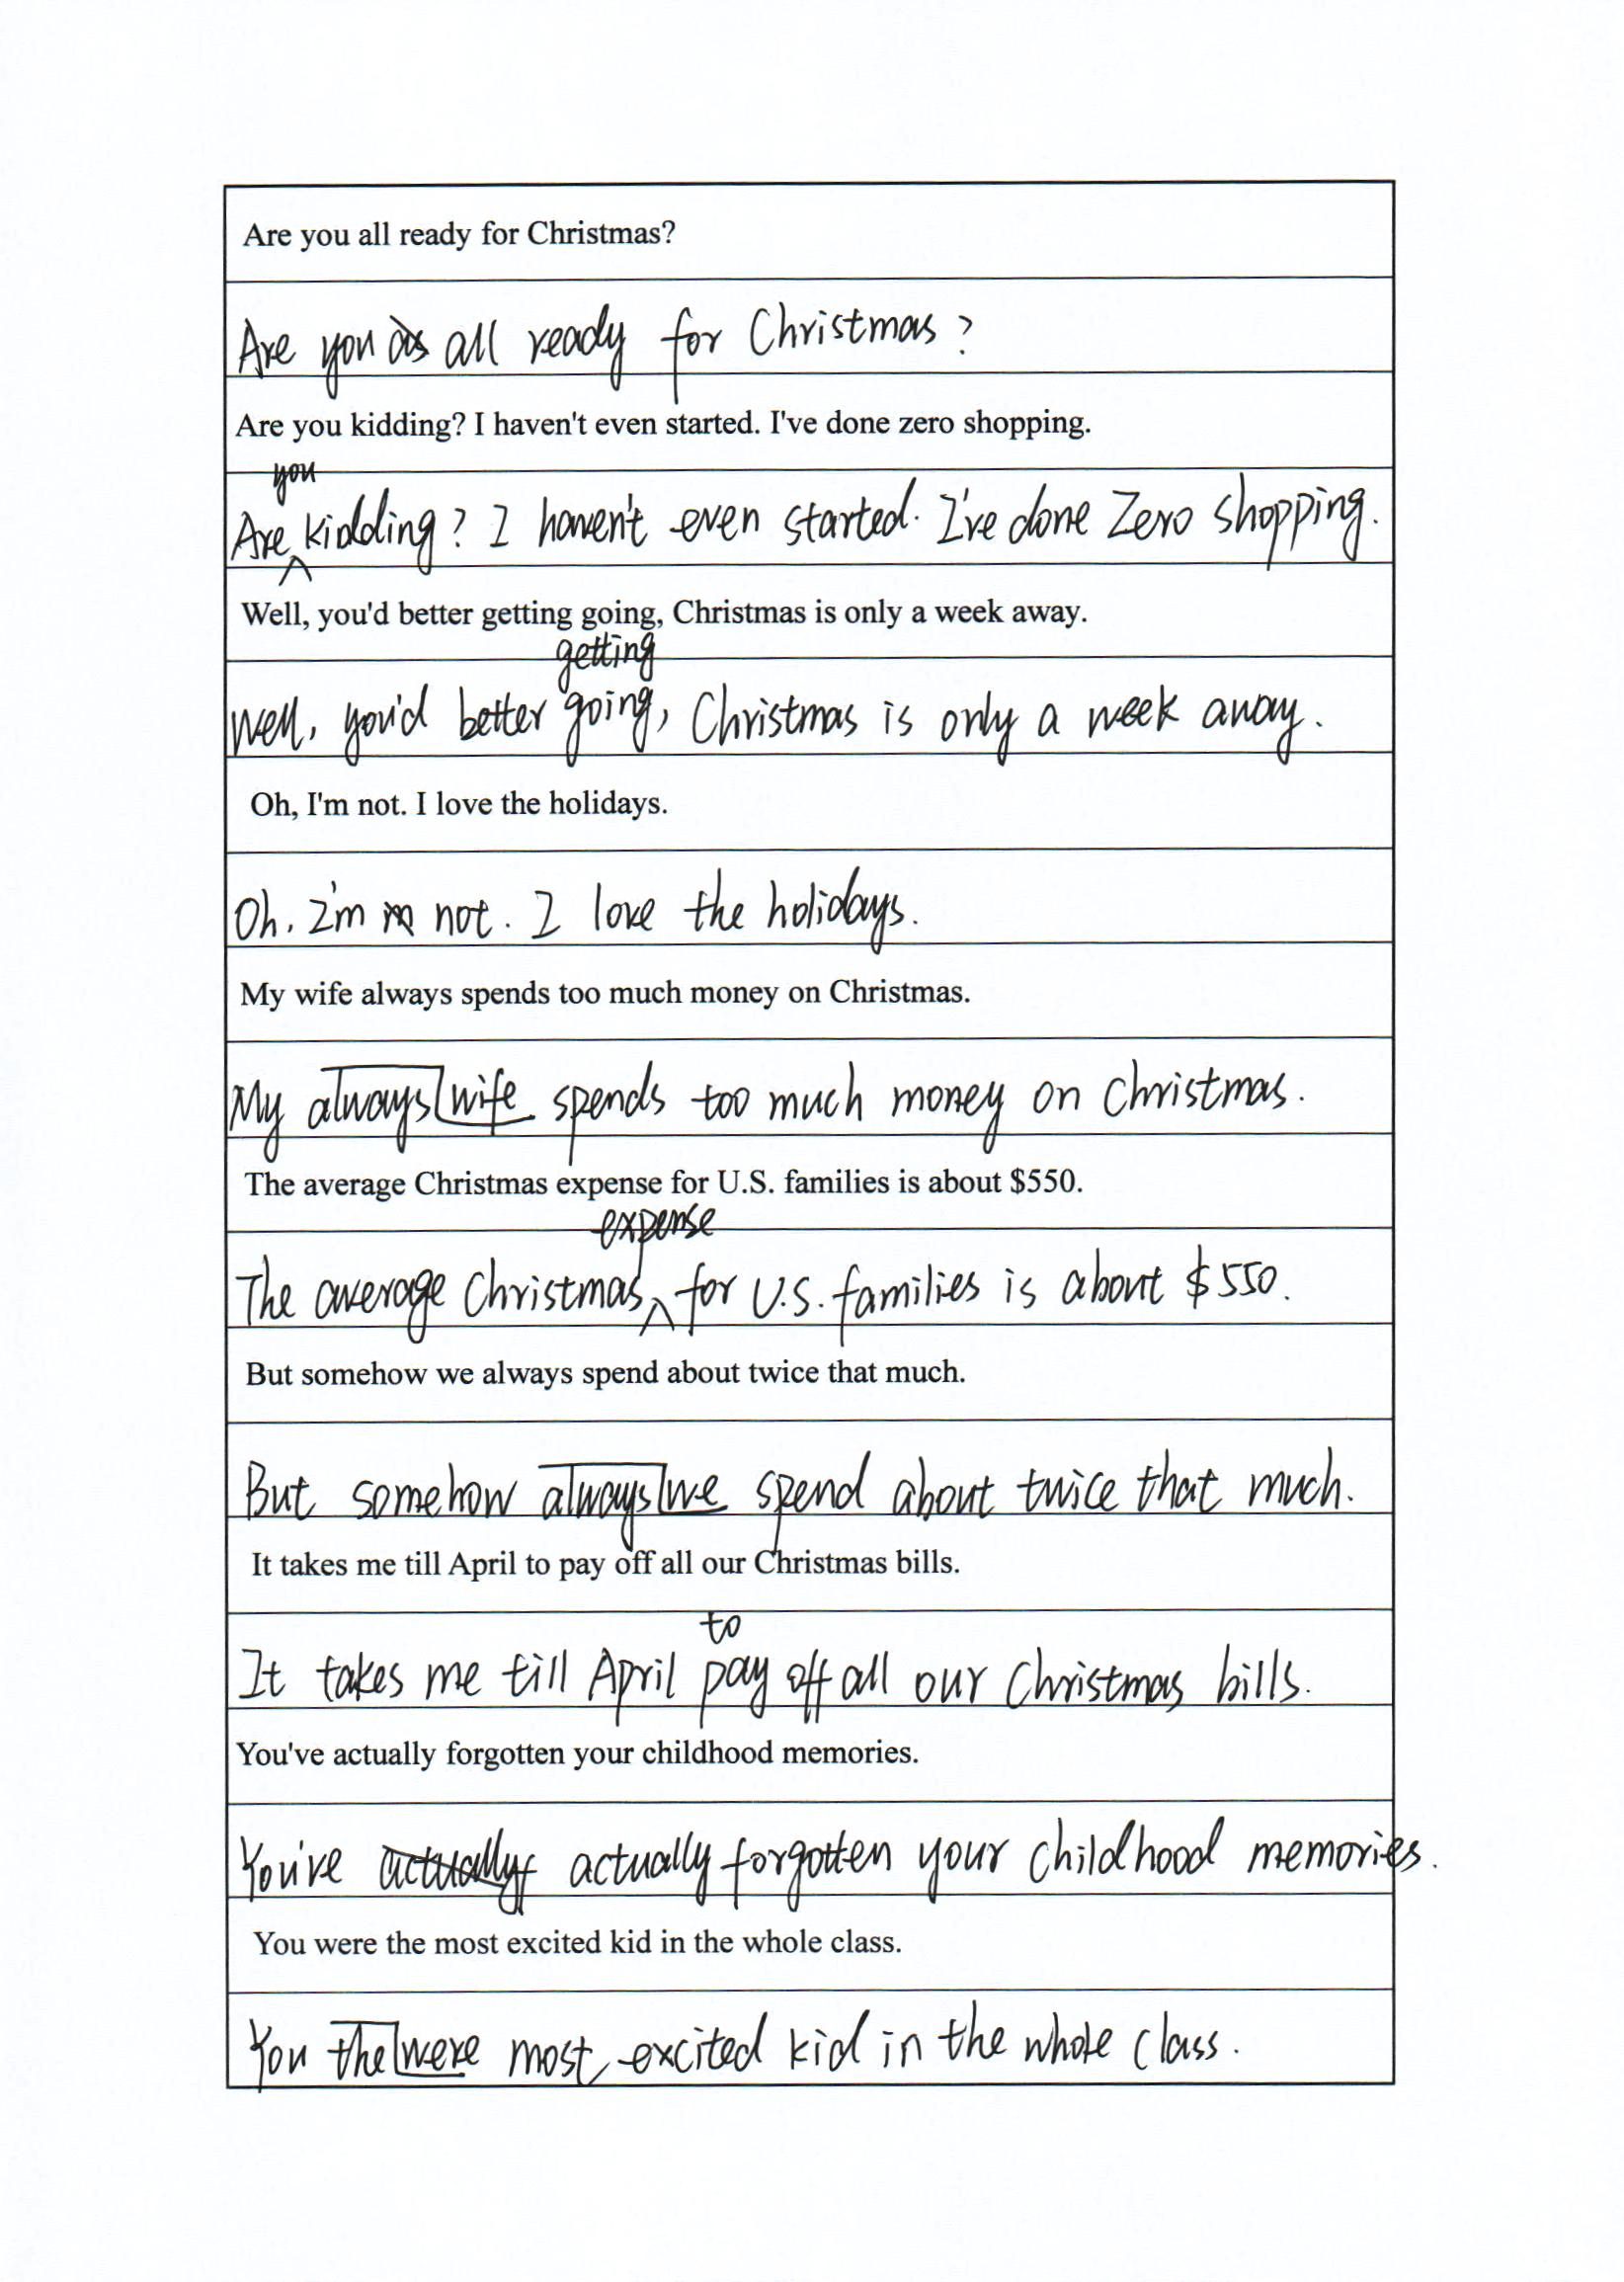 Are you all ready for Christmas?
Are you all ready for Christmas?
Are you kidding? I haven't even started. I've done zero shopping.
Are you kidding? I haven't even started. I've done Zero shopping.
Well, you'd better getting going, Christmas is only a week away.
Well, you'd better getting going, Christmas is only a week away.
Oh, I'm not. I love the holidays.
Oh, I'm not. I love the holidays.
My wife always spends too much money on Christmas.
My wife always spends too much money on Christmas.
The average Christmas expense for U.S. families is about $550.
The average Christmas expense for U.S. families is about $550.
But somehow we always spend about twice that much.
But somehow we always spend about twice that much.
It takes me till April to pay off all our Christmas bills.
It takes me till April to pay off all our Christmas bills.
You've actually forgotten your childhood memories.
You've actually forgotten your childhood memories.
You were the most excited kid in the whole class.
You were the most excited kid in the whole class.